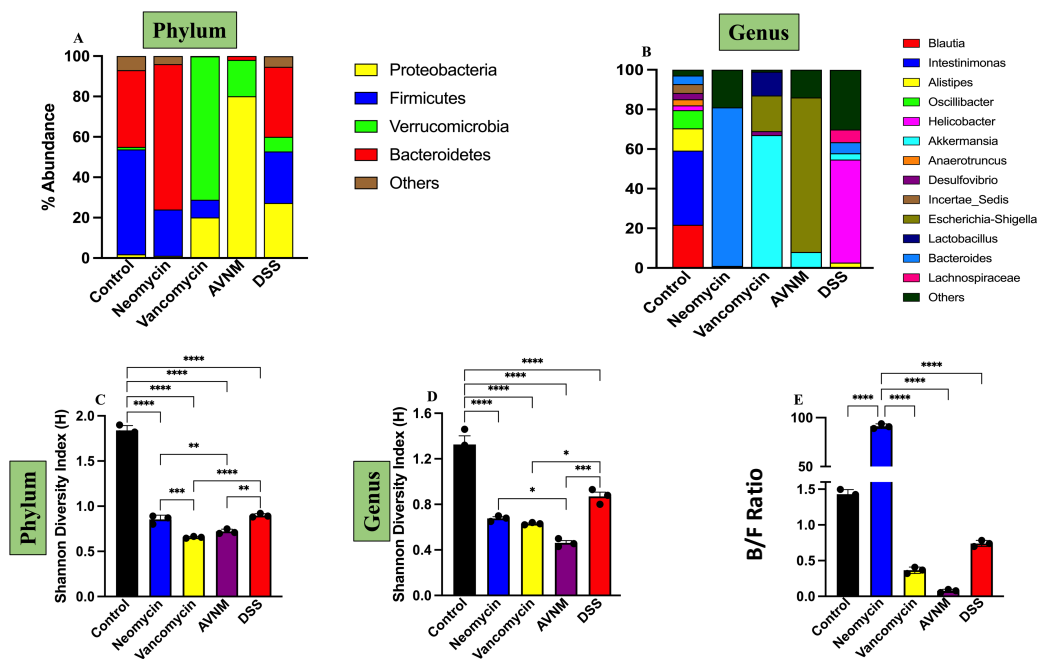 A
Phylum
% Abundance
100
80
60
40
20
0
Control
Neomycin
Vancomycin
AVNM
DSS
Proteobacteria
Firmicutes
Verrucomicrobia
Bacteroidetes
Others
B
Genus
100
80
60
40
20
0
Control
Neomycin
Vancomycin
AVNM
DSS
Blautia
Intestinimonas
Alistipes
Oscillibacter
Helicobacter
Akkermansia
Anaerotruncus
Desulfovibrio
Incertae_Sedis
Escherichia-Shigella
Lactobacillus
Bacteroides
Lachnospiraceae
Others
C
Phylum
Shannon Diversity Index (H)
2.0
1.5
1.0
0.5
0.0
****
****
****
****
**
****
***
**
Control
Neomycin
Vancomycin
AVNM
DSS
D
Genus
Shannon Diversity Index (H)
1.6
1.2
0.8
0.4
0.0
****
****
****
****
*
***
*
Control
Neomycin
Vancomycin
AVNM
DSS
E
B/F Ratio
100
50
1.5
1.0
0.5
0.0
****
****
****
****
Control
Neomycin
Vancomycin
AVNM
DSS